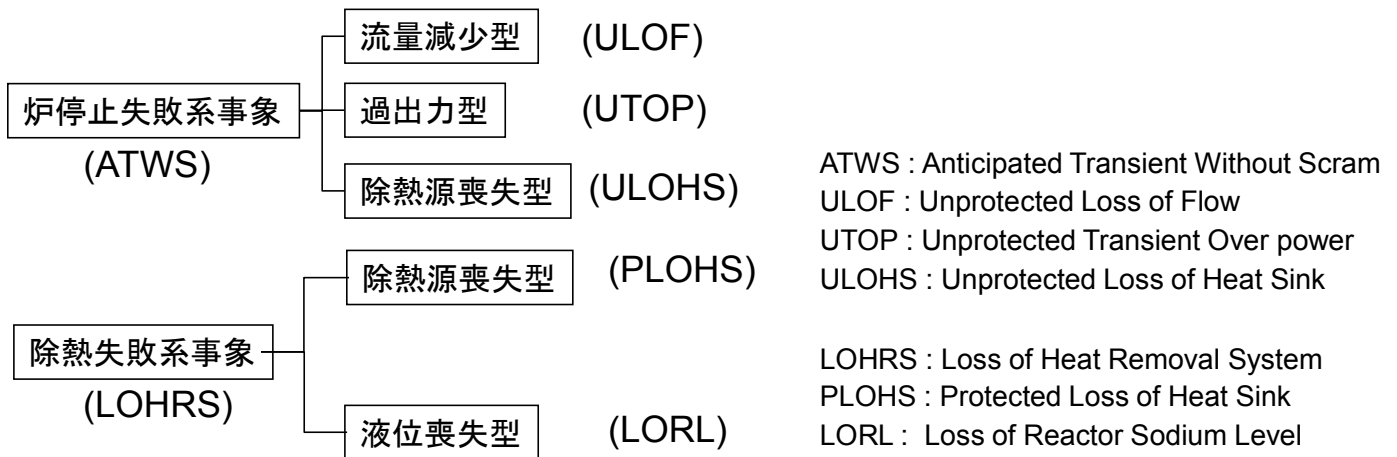 流量減少型 (ULOF)
炉停止失敗系事象
(ATWS)
過出力型 (UTOP)
除熱源喪失型 (ULOHS)
除熱失敗系事象
(LOHRS)
除熱源喪失型 (PLOHS)
液位喪失型 (LORL)
ATWS : Anticipated Transient Without Scram
ULOF : Unprotected Loss of Flow
UTOP : Unprotected Transient Over power
ULOHS : Unprotected Loss of Heat Sink
LOHRS : Loss of Heat Removal System
PLOHS : Protected Loss of Heat Sink
LORL : Loss of Reactor Sodium Level